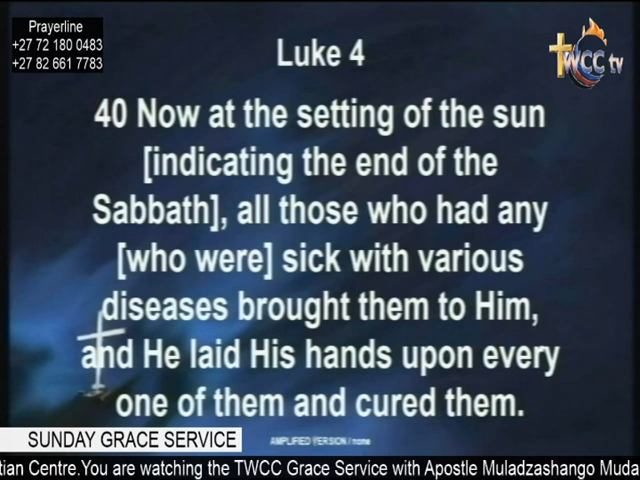 Prayerline
+27 72 180 0483
+27 82 661 7783
TWCC tv
Luke 4
40 Now at the setting of the sun
[indicating the end of the
Sabbath], all those who had any
[who were] sick with various
diseases brought them to Him,
and He laid His hands upon every
one of them and cured them.
SUNDAY GRACE SERVICE
AMPLIFIED VERSION / none
tian Centre.You are watching the TWCC Grace Service with Apostle Muladzashango Muda